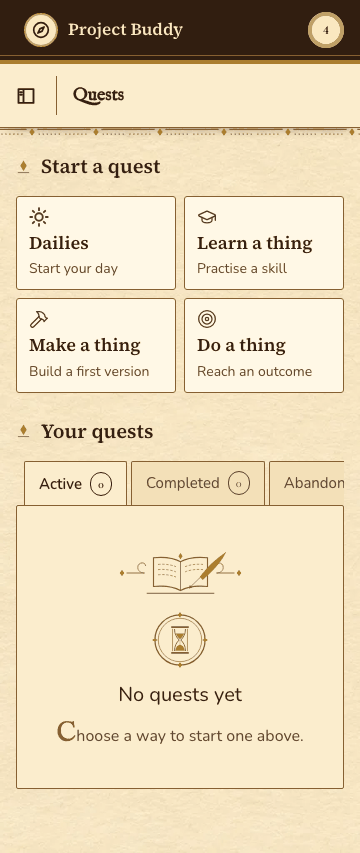 Project Buddy
4
Quests
Start a quest
Dailies
Start your day
Learn a thing
Practise a skill
Make a thing
Build a first version
Do a thing
Reach an outcome
Your quests
Active 0
Completed 0
Abandon
No quests yet
Choose a way to start one above.